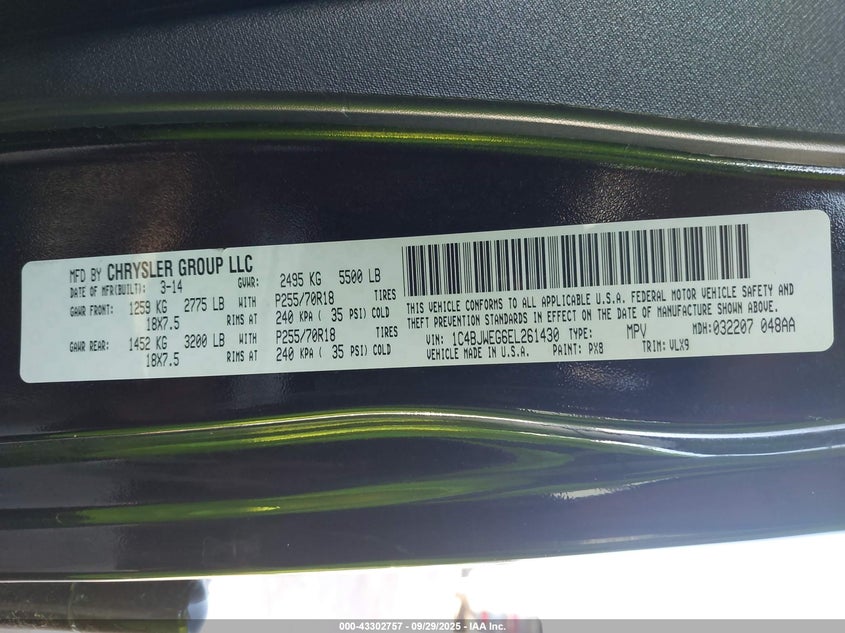 MFD BY CHRYSLER GROUP LLC
DATE OF MFR(BUILT): 3-14 GVWR: 2495 KG 5500 LB
GAWR FRONT: 1259 KG 2775 LB WITH P255/70R18 TIRES
18X7.5 RIMS AT 240 KPA ( 35 PSI) COLD
GAWR REAR: 1452 KG 3200 LB WITH P255/70R18 TIRES
18X7.5 RIMS AT 240 KPA ( 35 PSI) COLD
THIS VEHICLE CONFORMS TO ALL APPLICABLE U.S.A. FEDERAL MOTOR VEHICLE SAFETY AND
THEFT PREVENTION STANDARDS IN EFFECT ON THE DATE OF MANUFACTURE SHOWN ABOVE.
VIN: 1C4BJWEG6EL261430 TYPE: MPV MDH:032207 048AA
VEHICLE MADE IN U.S.A. PAINT: PX8 TRIM: VLX9
000-43302757 - 09/29/2025 - IAA Inc.